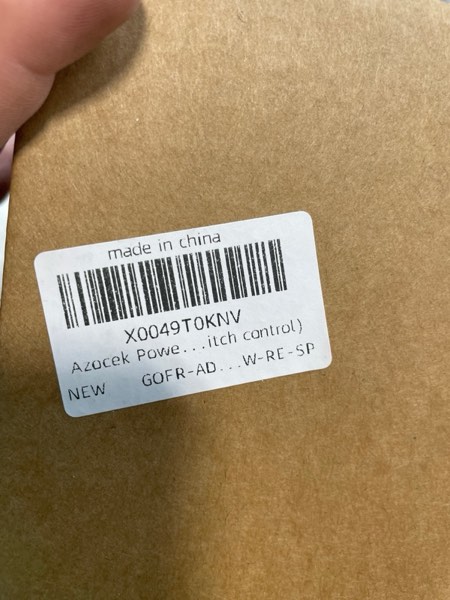 made in china
X0049T0KNV
Azocek Powe...itch control)
NEW GOFR-AD...W-RE-SP